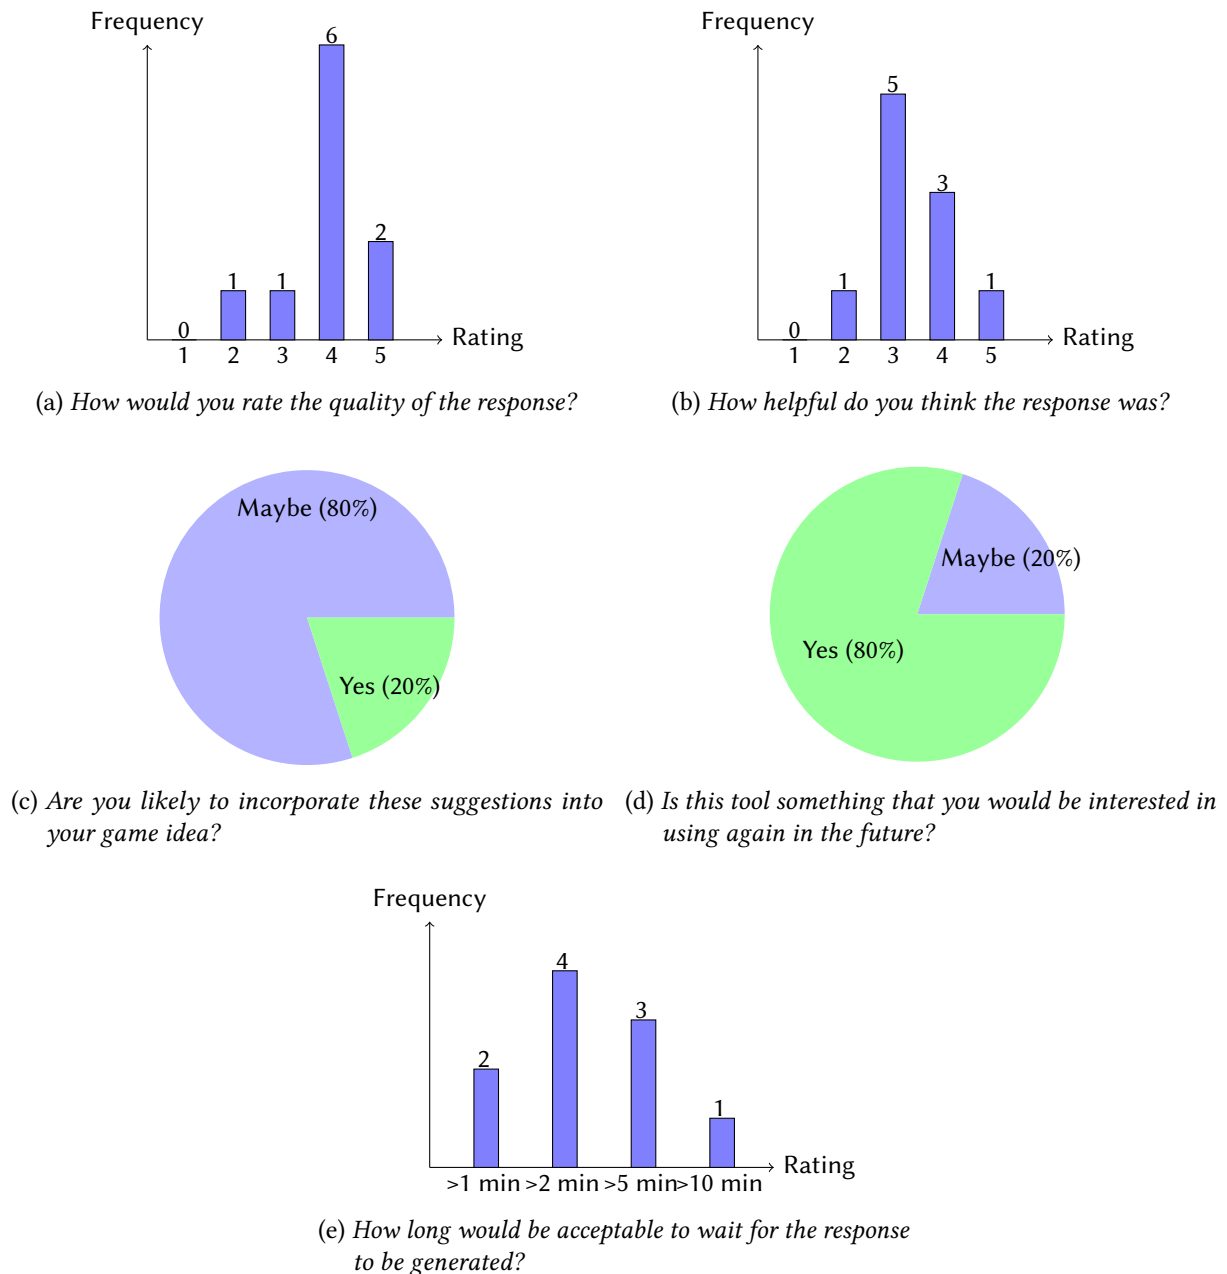 Frequency
6
2
1
1
0
Rating
1 2 3 4 5
(a) How would you rate the quality of the response?
Frequency
5
3
1
1
0
Rating
1 2 3 4 5
(b) How helpful do you think the response was?
Maybe (80%)
Yes (20%)
(c) Are you likely to incorporate these suggestions into
your game idea?
Maybe (20%)
Yes (80%)
(d) Is this tool something that you would be interested in
using again in the future?
Frequency
4
3
2
1
Rating
>1 min >2 min >5 min >10 min
(e) How long would be acceptable to wait for the response
to be generated?